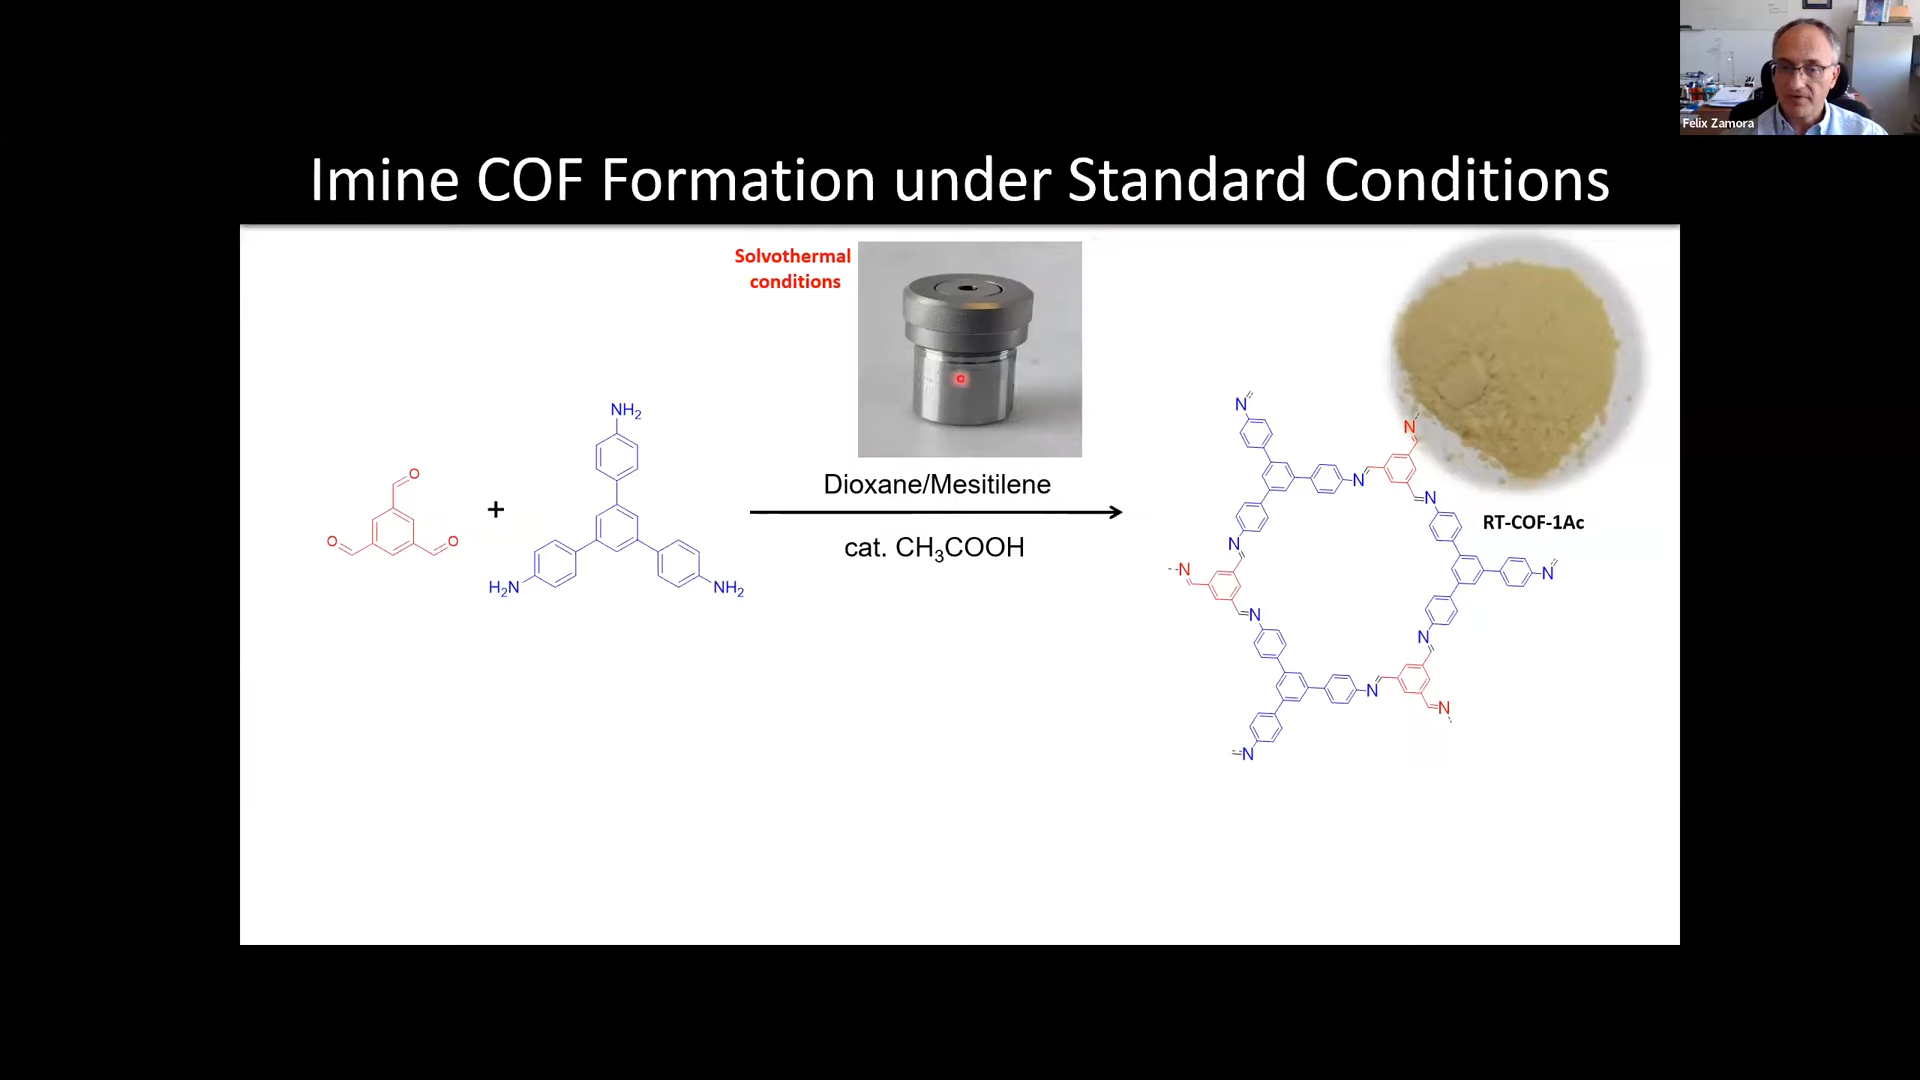 Felix Zamora
Imine COF Formation under Standard Conditions
Solvothermal
conditions
NH2
O
O
O
+
H2N
NH2
Dioxane/Mesitilene
cat. CH3COOH
N
N
N
N
N
N
N
N
N
N
N
N
RT-COF-1Ac